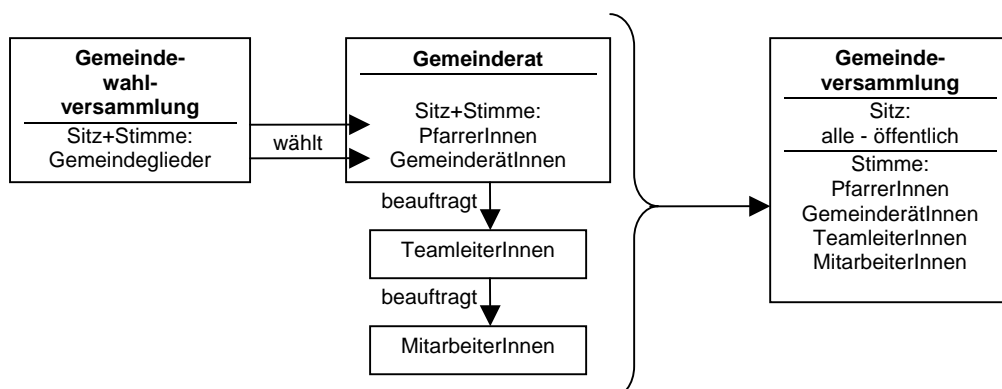 Gemeinde-
wahl-
versammlung
Sitz+Stimme:
Gemeindeglieder
wählt
Gemeinderat
Sitz+Stimme:
PfarrerInnen
GemeinderätInnen
beauftragt
TeamleiterInnen
beauftragt
MitarbeiterInnen
Gemeinde-
versammlung
Sitz:
alle - öffentlich
Stimme:
PfarrerInnen
GemeinderätInnen
TeamleiterInnen
MitarbeiterInnen